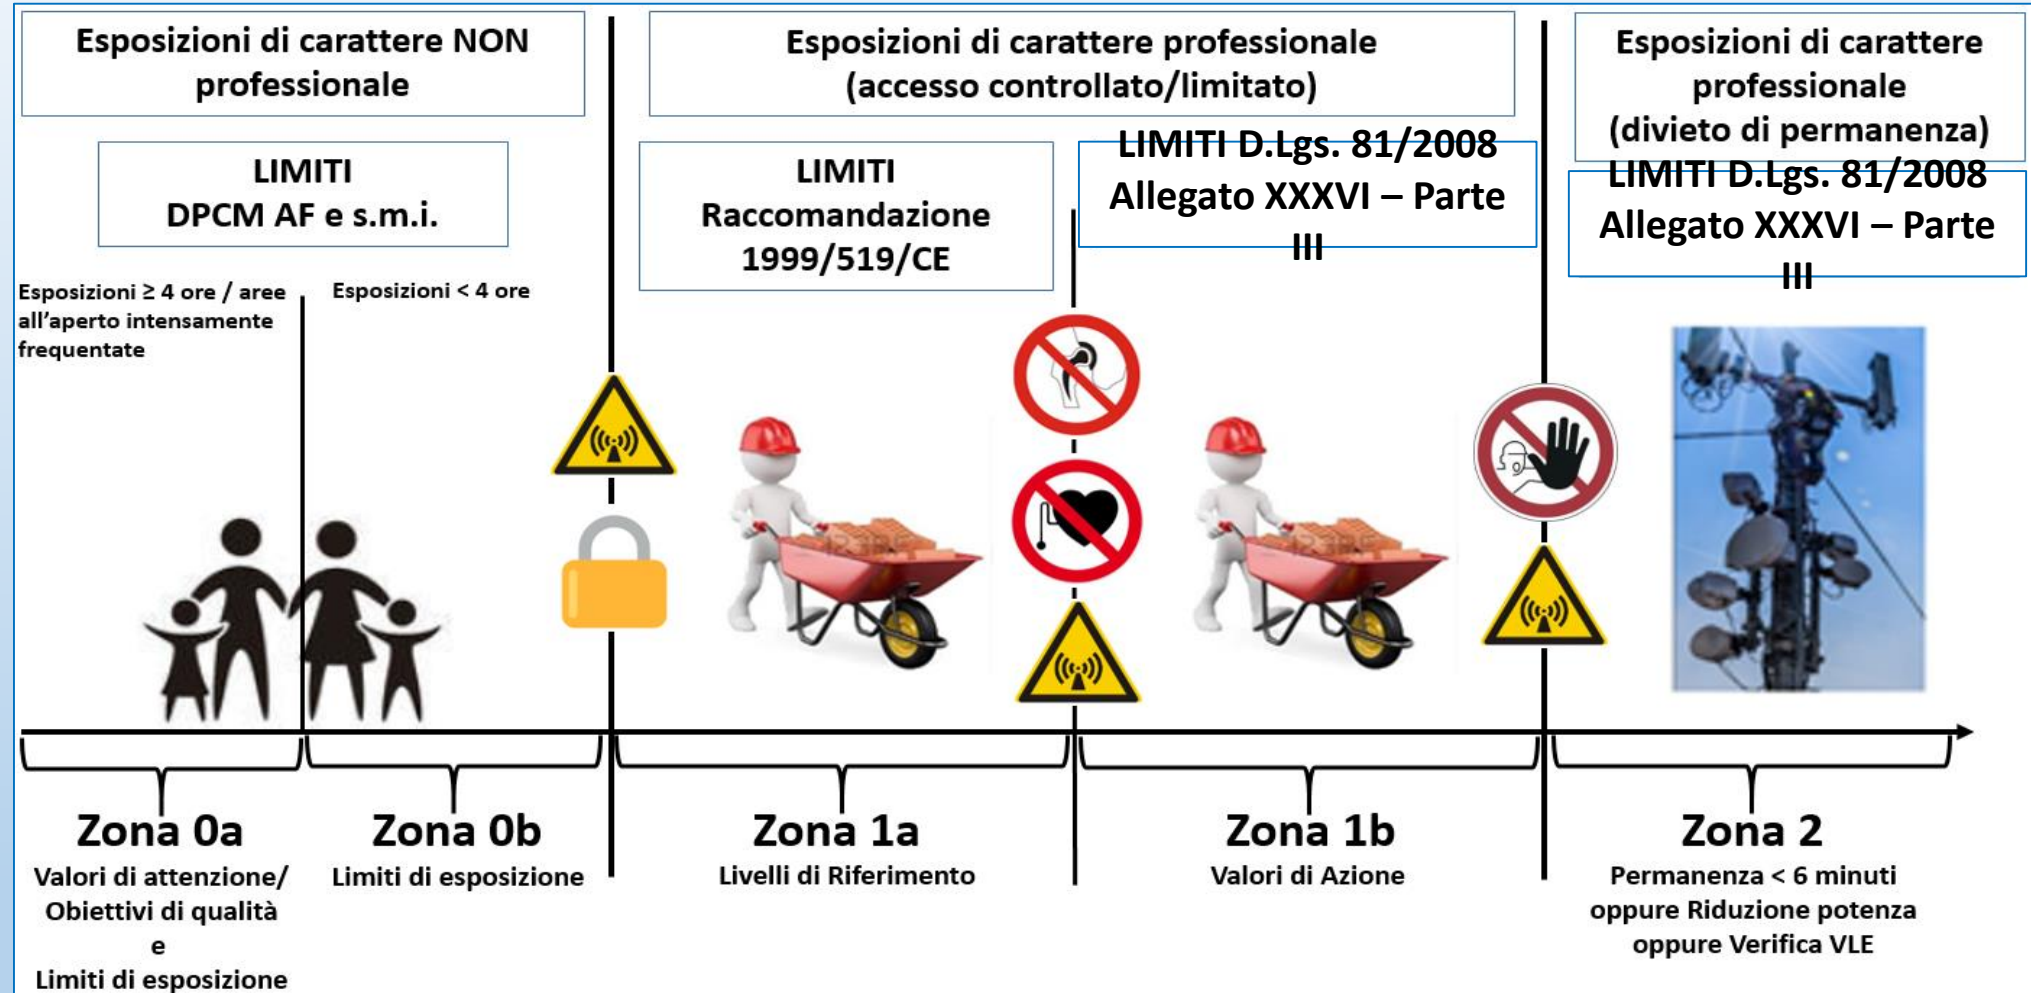 Esposizioni di carattere NON
professionale
Esposizioni di carattere professionale
(accesso controllato/limitato)
Esposizioni di carattere
professionale
(divieto di permanenza)
LIMITI
DPCM AF e s.m.i.
LIMITI
Raccomandazione
1999/519/CE
LIMITI D.Lgs. 81/2008
Allegato XXXVI – Parte
III
LIMITI D.Lgs. 81/2008
Allegato XXXVI – Parte
III
Esposizioni ≥ 4 ore / aree
all'aperto intensamente
frequentate
Esposizioni < 4 ore
Zona 0a
Valori di attenzione/
Obiettivi di qualità
e
Limiti di esposizione
Zona 0b
Limiti di esposizione
Zona 1a
Livelli di Riferimento
Zona 1b
Valori di Azione
Zona 2
Permanenza < 6 minuti
oppure Riduzione potenza
oppure Verifica VLE